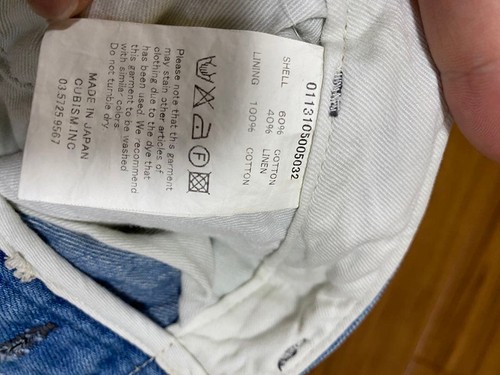 0113105005032
SHELL 60% COTTON
40% LINEN
LINING 100% COTTON
Please note that this garment
may stain other articles of
clothing due to the dye that
has been used. We recommend
this garment to be washed
with similar colors
Do not tumble dry
MADE IN JAPAN
CUBISM.INC
03.5725.9567